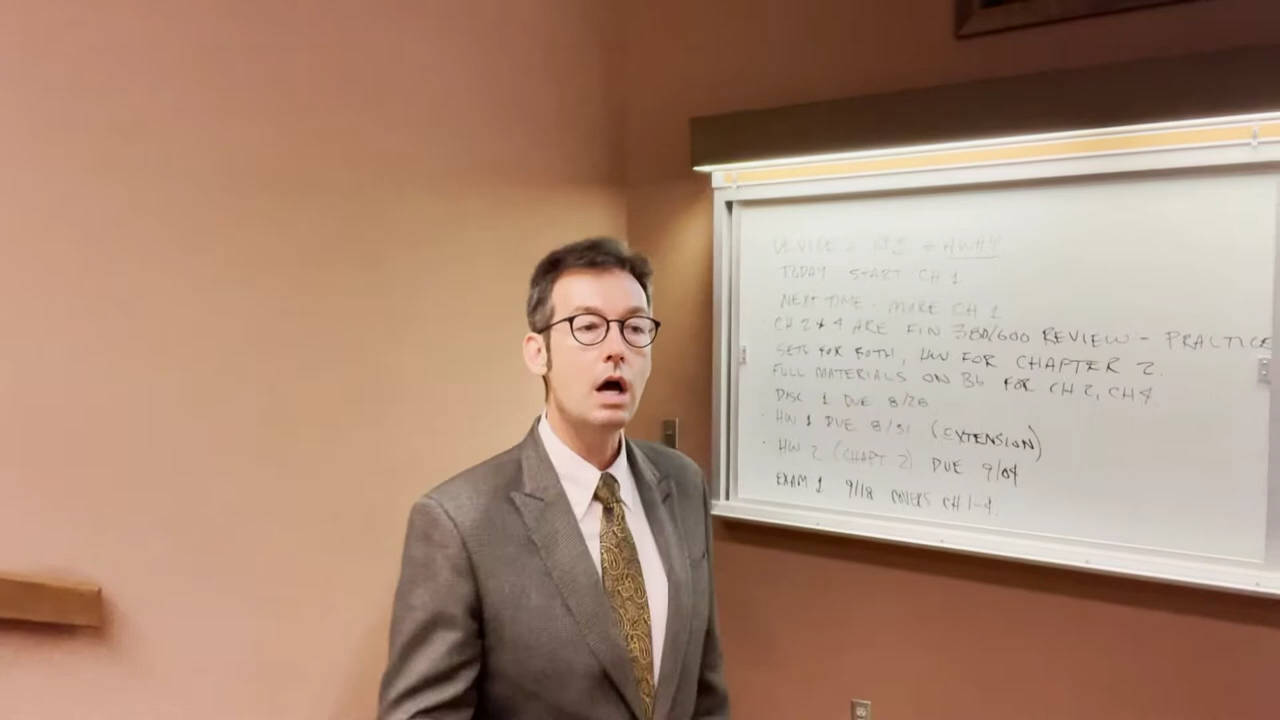 DEVICE
TODAY START CH 1
NEXT TIME - MORE CH 1
CH 2 & 4 ARE FIN 380/600 REVIEW - PRACTICE
SETS FOR BOTH, HW FOR CHAPTER 2.
FULL MATERIALS ON Bb FOR CH 2, CH 4
DISC 1 DUE 8/28
HW 1 DUE 8/31 (EXTENSION)
HW 2 (CHAPT 2) DUE 9/04
EXAM 1 9/18 COVERS CH 1-4.